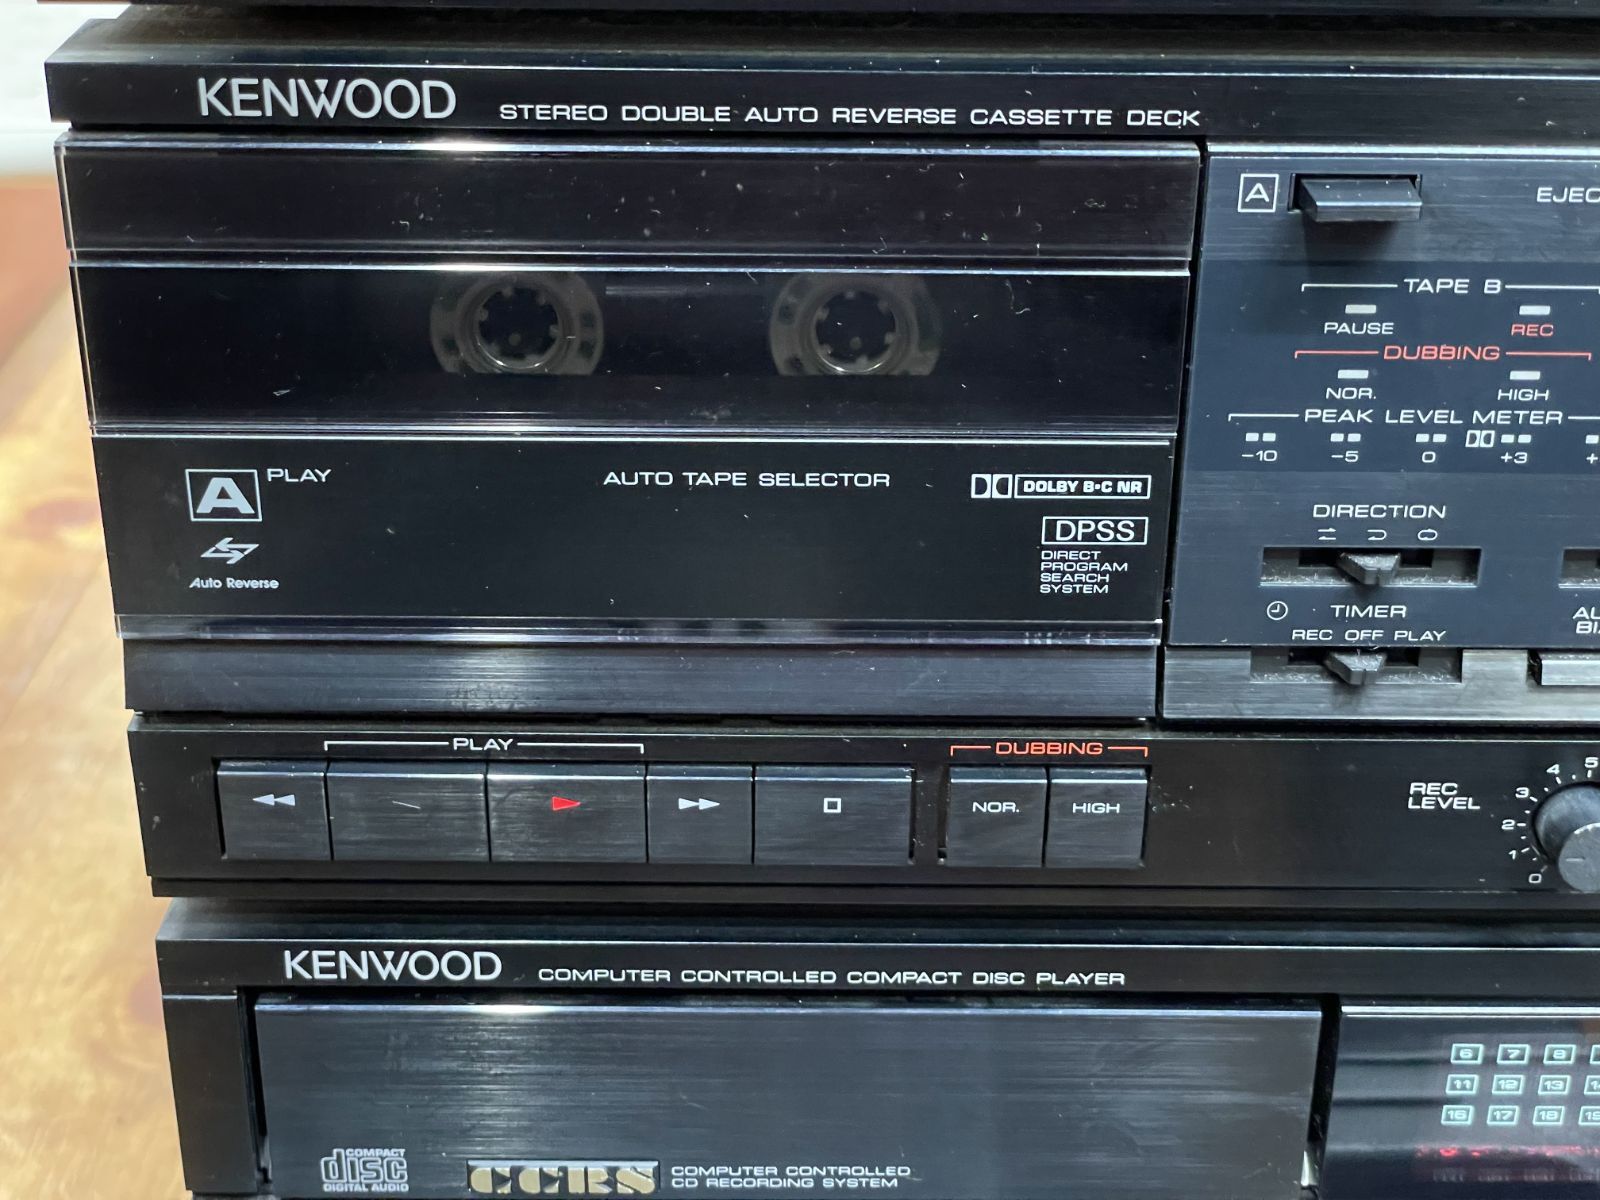 KENWOOD STEREO DOUBLE AUTO REVERSE CASSETTE DECK
A
TAPE B
PAUSE REC
DUBBING
NOR. HIGH
PEAK LEVEL METER
-10 -5 0 +3
A PLAY
AUTO TAPE SELECTOR
DOLBY B•C NR
DPSS
DIRECT
PROGRAM
SEARCH
SYSTEM
Auto Reverse
DIRECTION
TIMER
REC OFF PLAY
PLAY
DUBBING
NOR. HIGH
REC
LEVEL
0 1 2 3 4 5
KENWOOD COMPUTER CONTROLLED COMPACT DISC PLAYER
6 7 8
11 12 13
16 17 18
COMPACT
disc
DIGITAL AUDIO
CCRS
COMPUTER CONTROLLED
CD RECORDING SYSTEM